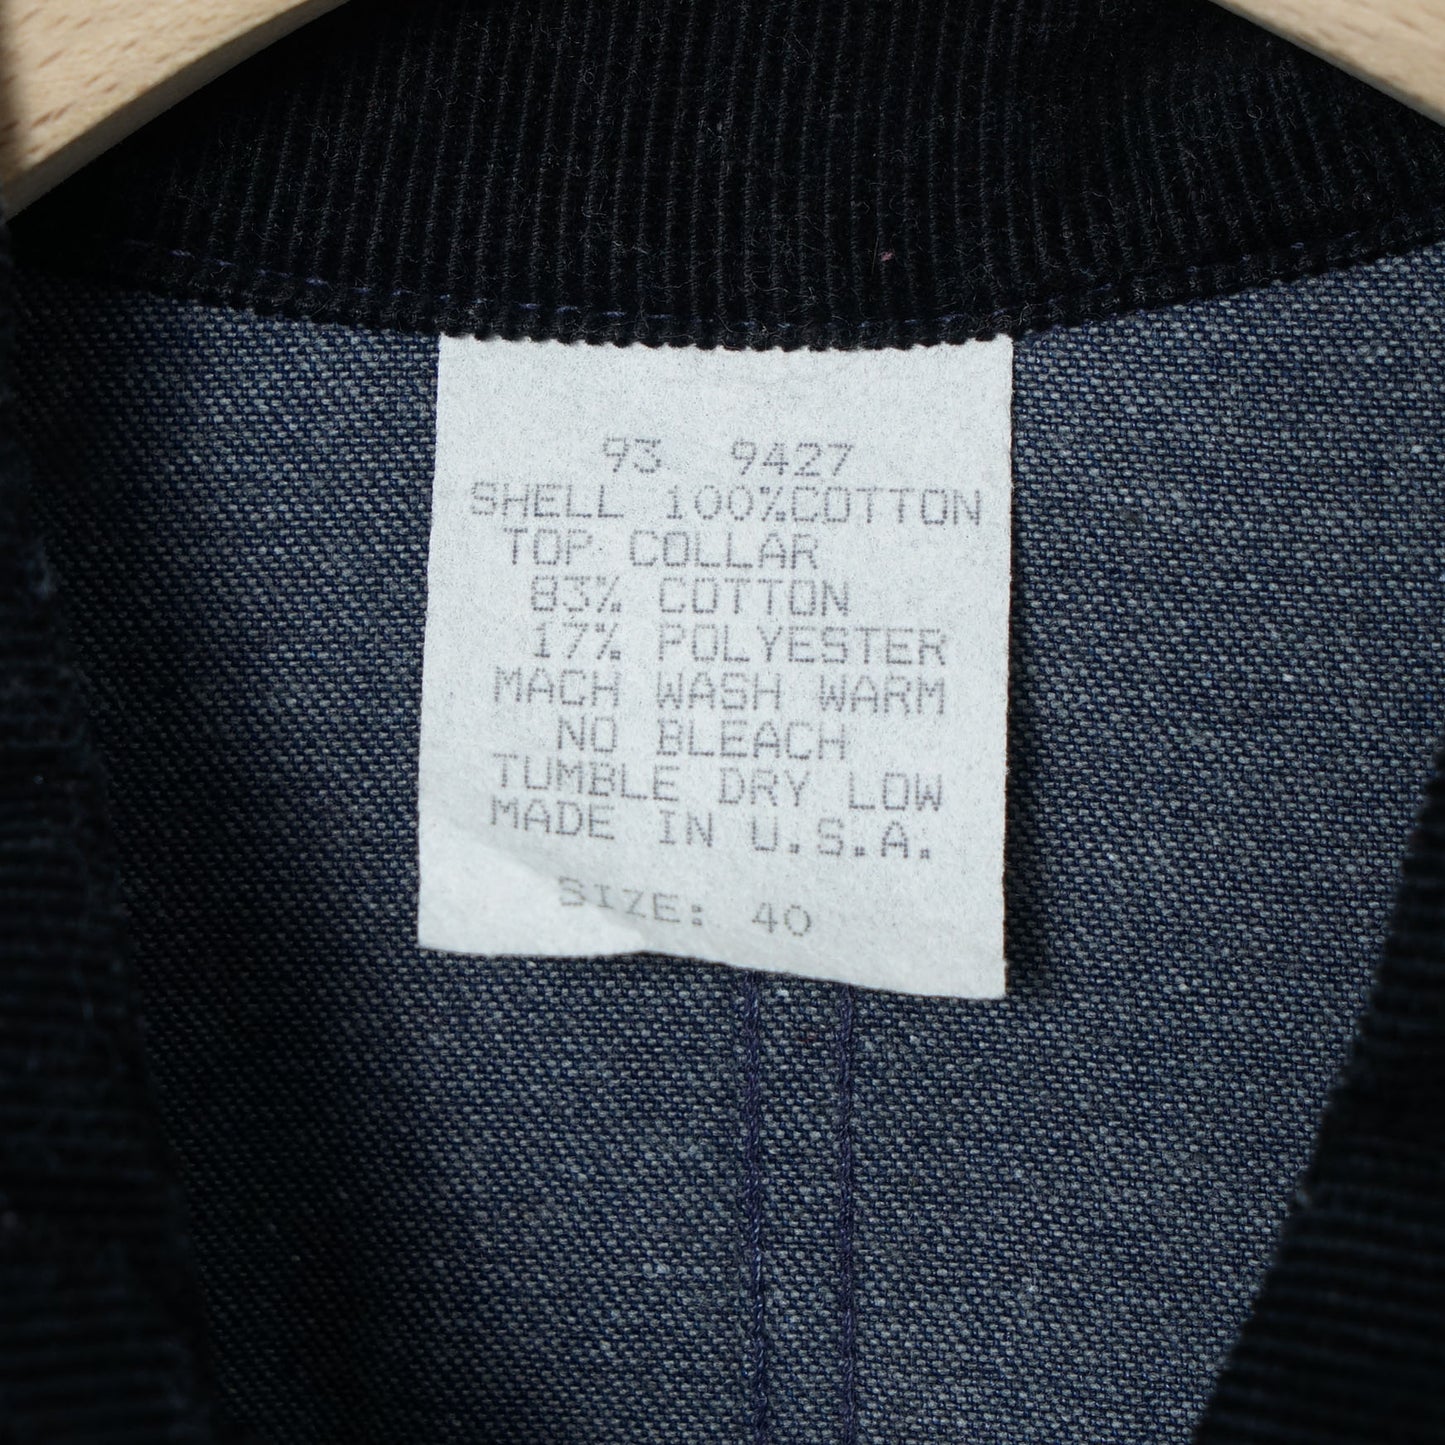 93 9427
SHELL 100%COTTON
TOP COLLAR
83% COTTON
17% POLYESTER
MACH WASH WARM
NO BLEACH
TUMBLE DRY LOW
MADE IN U.S.A.
SIZE: 40